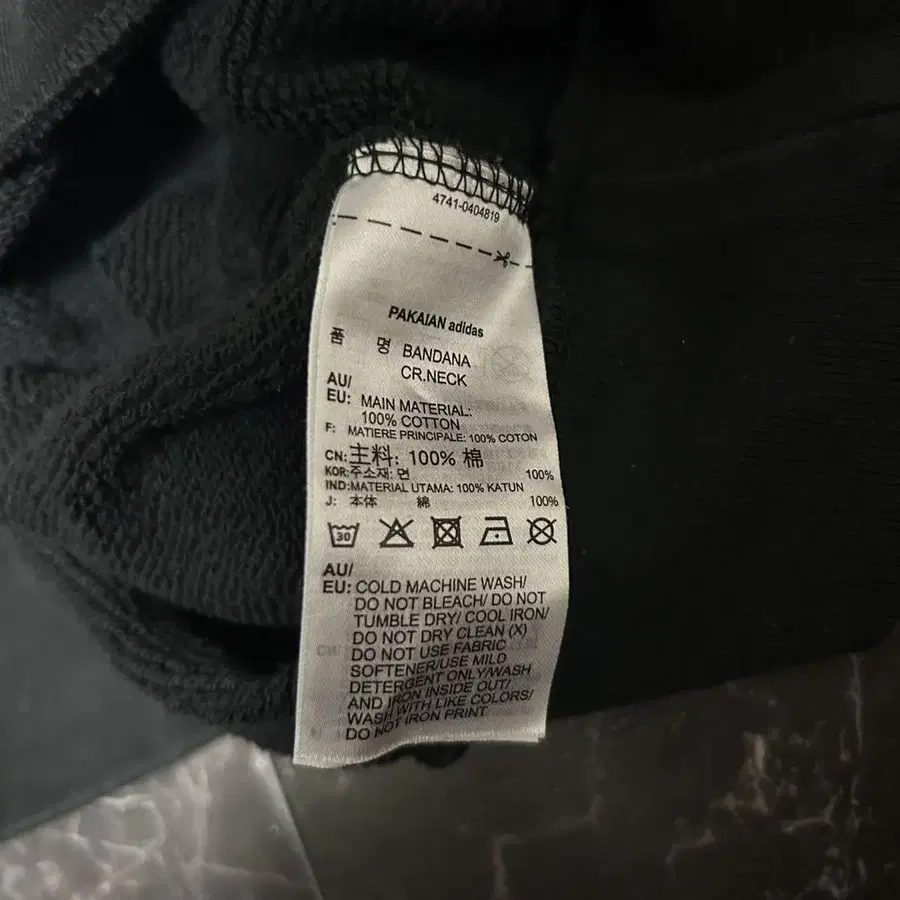 4741-0404819
PAKAIAN adidas
품 명 BANDANA
CR.NECK
AU/
EU: MAIN MATERIAL:
100% COTTON
F: MATIERE PRINCIPALE: 100% COTON
CN: 主料: 100% 棉
KOR: 주소재: 면 100%
IND: MATERIAL UTAMA: 100% KATUN
J: 本体 綿 100%
30
AU/
EU: COLD MACHINE WASH/
DO NOT BLEACH/ DO NOT
TUMBLE DRY/ COOL IRON/
DO NOT DRY CLEAN (X)
DO NOT USE FABRIC
SOFTENER/USE MILD
DETERGENT ONLY/WASH
AND IRON INSIDE OUT/
WASH WITH LIKE COLORS/
DO NOT IRON PRINT